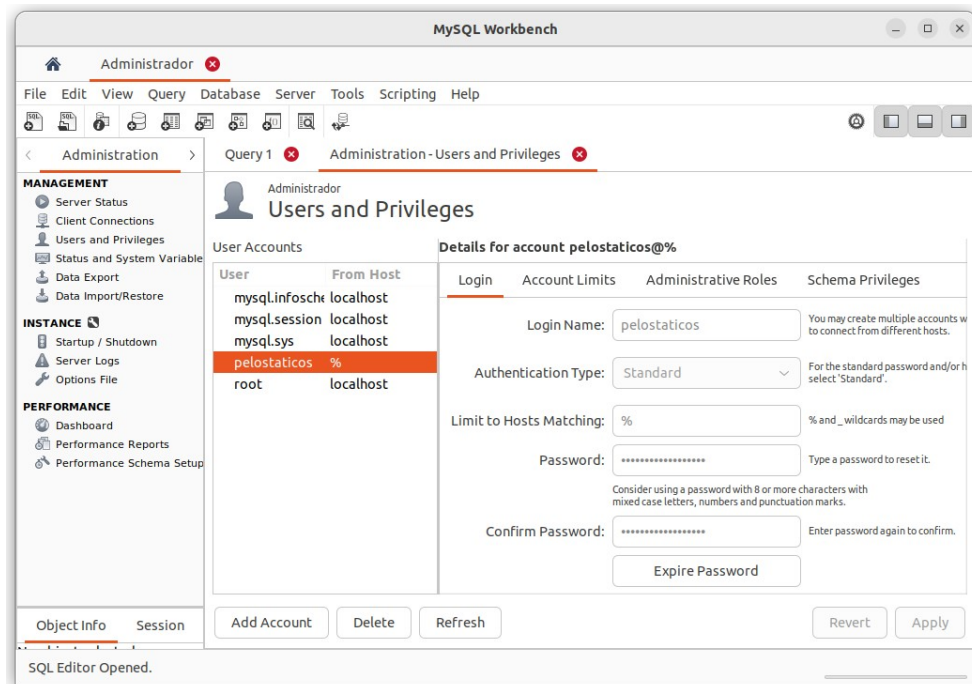 MySQL Workbench
Administrador
File Edit View Query Database Server Tools Scripting Help
Administration
Query 1
Administration - Users and Privileges
MANAGEMENT
Server Status
Client Connections
Users and Privileges
Status and System Variable
Data Export
Data Import/Restore
INSTANCE
Startup / Shutdown
Server Logs
Options File
PERFORMANCE
Dashboard
Performance Reports
Performance Schema Setup
Object Info Session
Administrador
Users and Privileges
User Accounts
User From Host
mysql.infosche localhost
mysql.session localhost
mysql.sys localhost
pelostaticos %
root localhost
Details for account pelostaticos@%
Login Account Limits Administrative Roles Schema Privileges
Login Name: pelostaticos
You may create multiple accounts w
to connect from different hosts.
Authentication Type: Standard
For the standard password and/or h
select 'Standard'.
Limit to Hosts Matching: %
% and _ wildcards may be used
Password: ••••••••••••••••••
Type a password to reset it.
Consider using a password with 8 or more characters with
mixed case letters, numbers and punctuation marks.
Confirm Password: ••••••••••••••••••
Enter password again to confirm.
Expire Password
Add Account Delete Refresh Revert Apply
SQL Editor Opened.